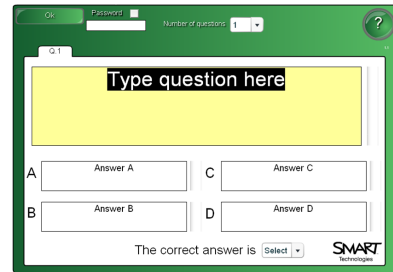 Ok
Password
Number of questions 1
?
Q.1
Type question here
A Answer A
C Answer C
B Answer B
D Answer D
The correct answer is Select
SMART
Technologies